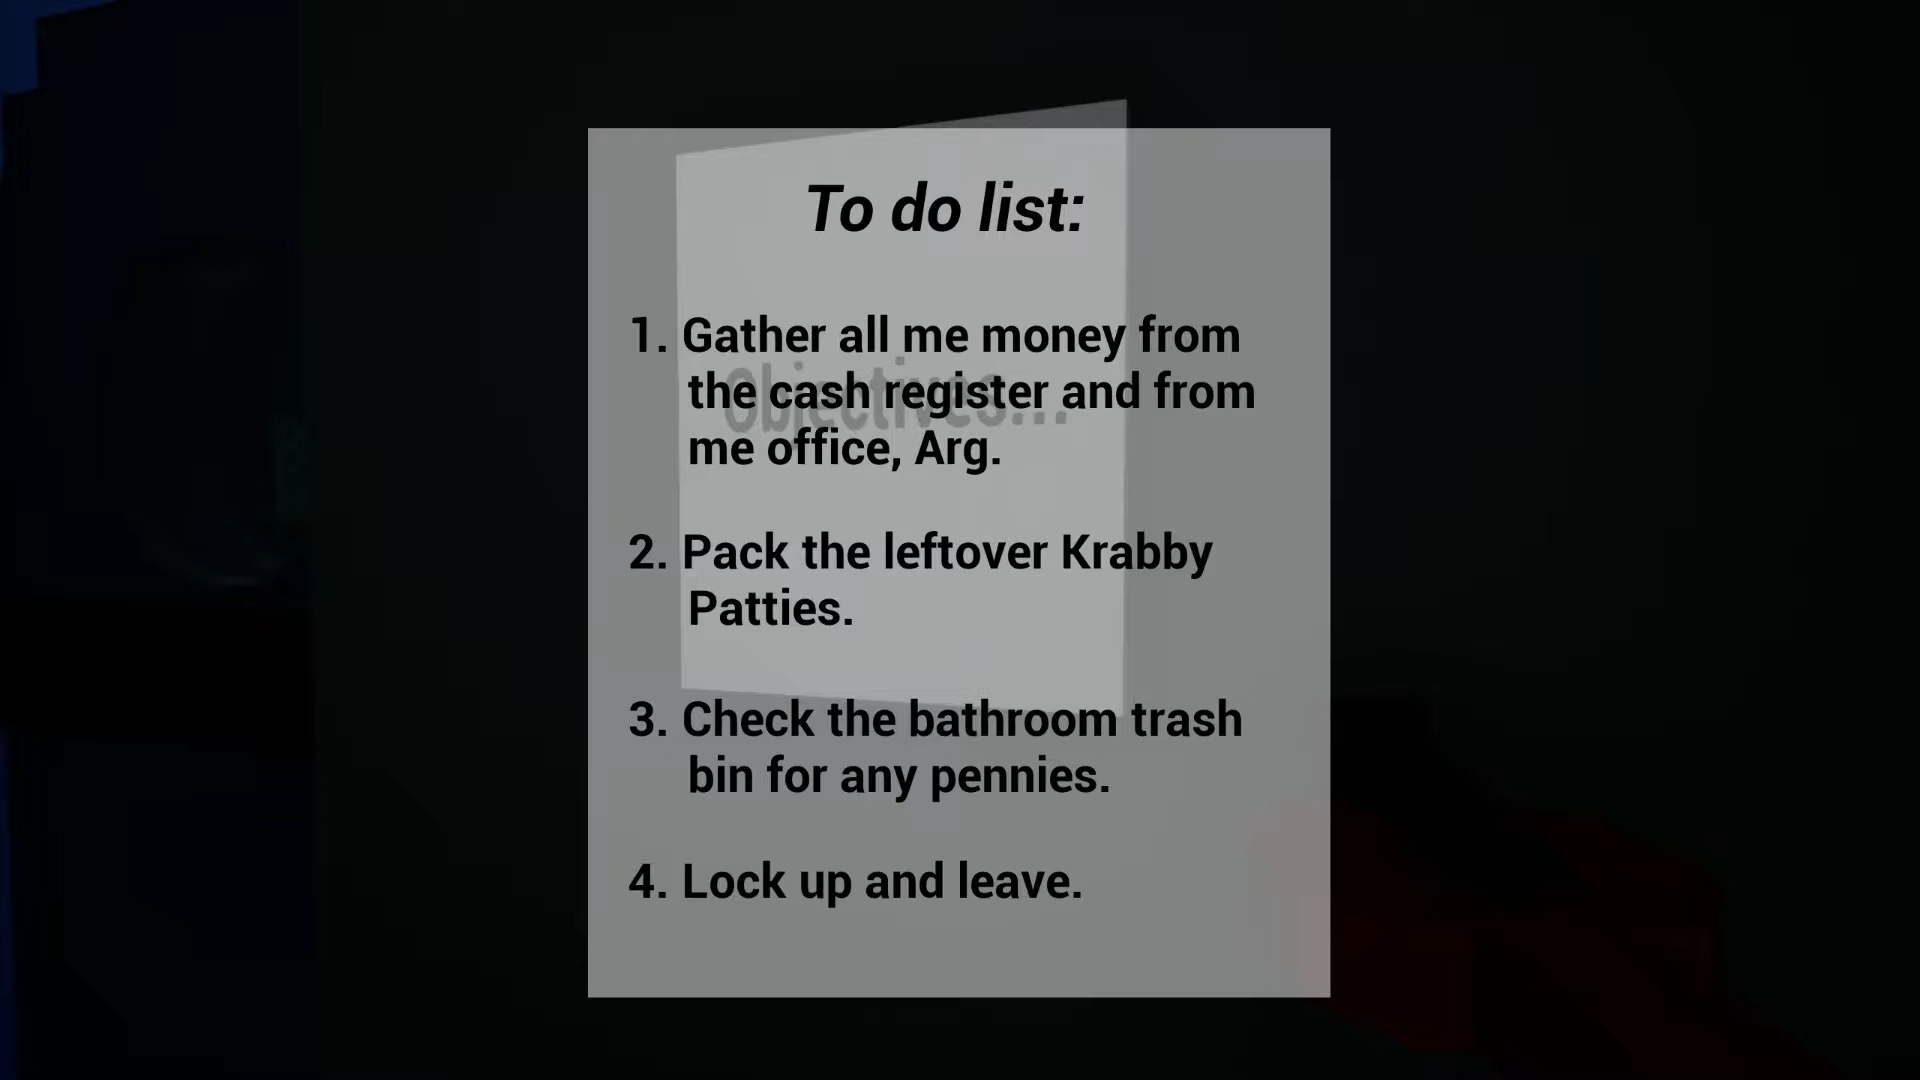 To do list:
1. Gather all me money from
the cash register and from
me office, Arg.
Objectives...
2. Pack the leftover Krabby
Patties.
3. Check the bathroom trash
bin for any pennies.
4. Lock up and leave.